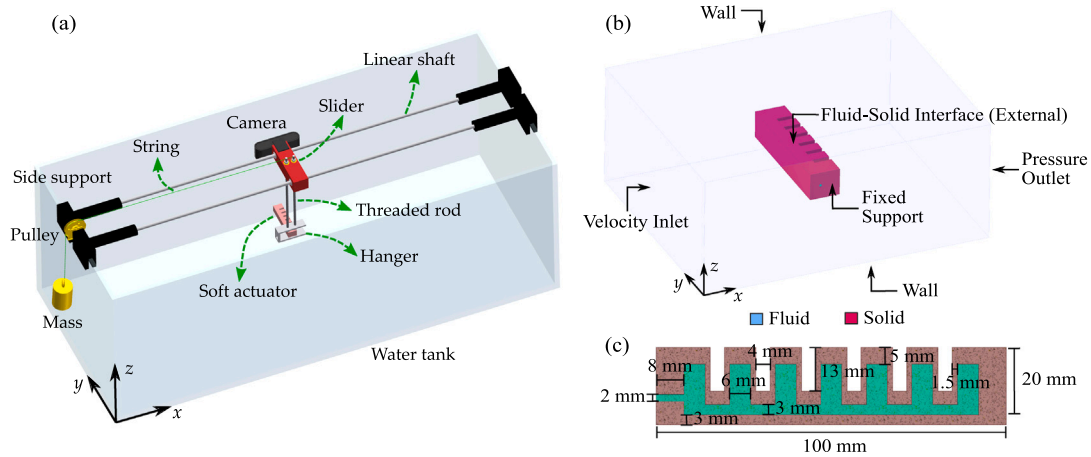 (a)
Linear shaft
Slider
Camera
String
Side support
Pulley
Threaded rod
Hanger
Soft actuator
Mass
Water tank
z
y
x
(b)
Wall
Fluid-Solid Interface (External)
Pressure
Outlet
Fixed
Support
Velocity Inlet
z
y
x
Wall
Fluid
Solid
(c)
4 mm
5 mm
8 mm
13 mm
1.5 mm
20 mm
6 mm
2 mm
3 mm
3 mm
100 mm